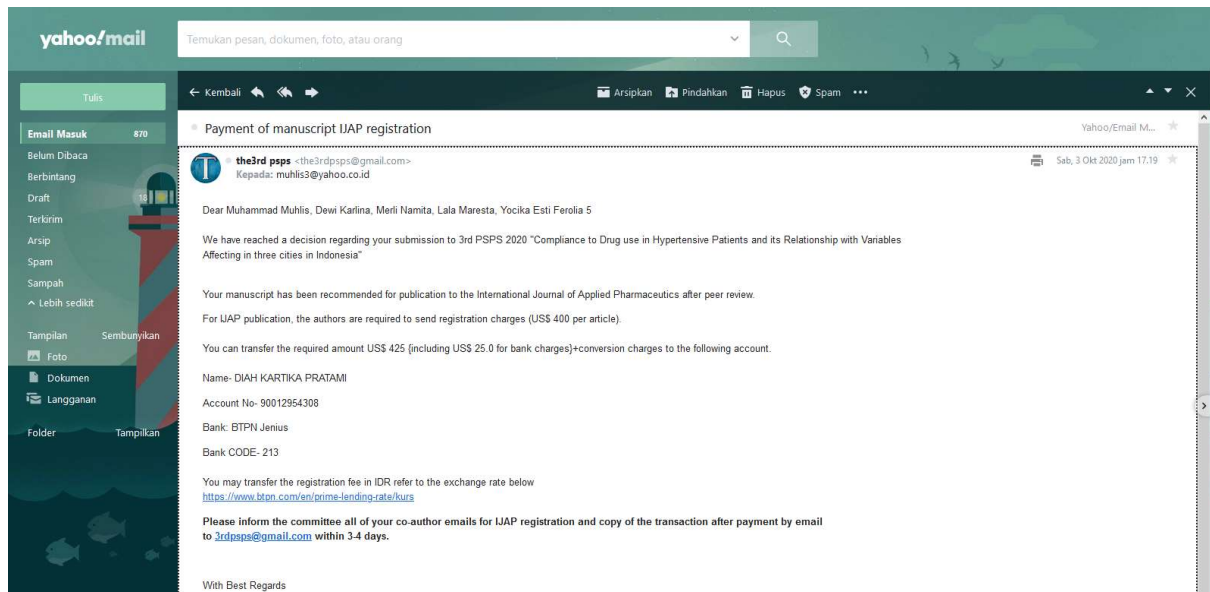 yahoo!mail
Temukan pesan, dokumen, foto, atau orang
Tulis
Kembali
Arsipkan Pindahkan Hapus Spam
Email Masuk 870
Belum Dibaca
Berbintang
Draft 18
Terkirim
Arsip
Spam
Sampah
Lebih sedikit
Tampilan Sembunyikan
Foto
Dokumen
Langganan
Folder Tampilkan
Payment of manuscript IJAP registration
Yahoo/Email M...
T
the3rd psps <the3rdpsps@gmail.com>
Sab, 3 Okt 2020 jam 17.19
Kepada: muhlis3@yahoo.co.id
Dear Muhammad Muhlis, Dewi Karlina, Merli Namita, Lala Maresta, Yocika Esti Ferolia 5
We have reached a decision regarding your submission to 3rd PSPS 2020 "Compliance to Drug use in Hypertensive Patients and its Relationship with Variables
Affecting in three cities in Indonesia"
Your manuscript has been recommended for publication to the International Journal of Applied Pharmaceutics after peer review.
For IJAP publication, the authors are required to send registration charges (US$ 400 per article).
You can transfer the required amount US$ 425 {including US$ 25.0 for bank charges}+conversion charges to the following account.
Name- DIAH KARTIKA PRATAMI
Account No- 90012954308
Bank: BTPN Jenius
Bank CODE- 213
You may transfer the registration fee in IDR refer to the exchange rate below
https://www.btpn.com/en/prime-lending-rate/kurs
Please inform the committee all of your co-author emails for IJAP registration and copy of the transaction after payment by email
to 3rdpsps@gmail.com within 3-4 days.
With Best Regards